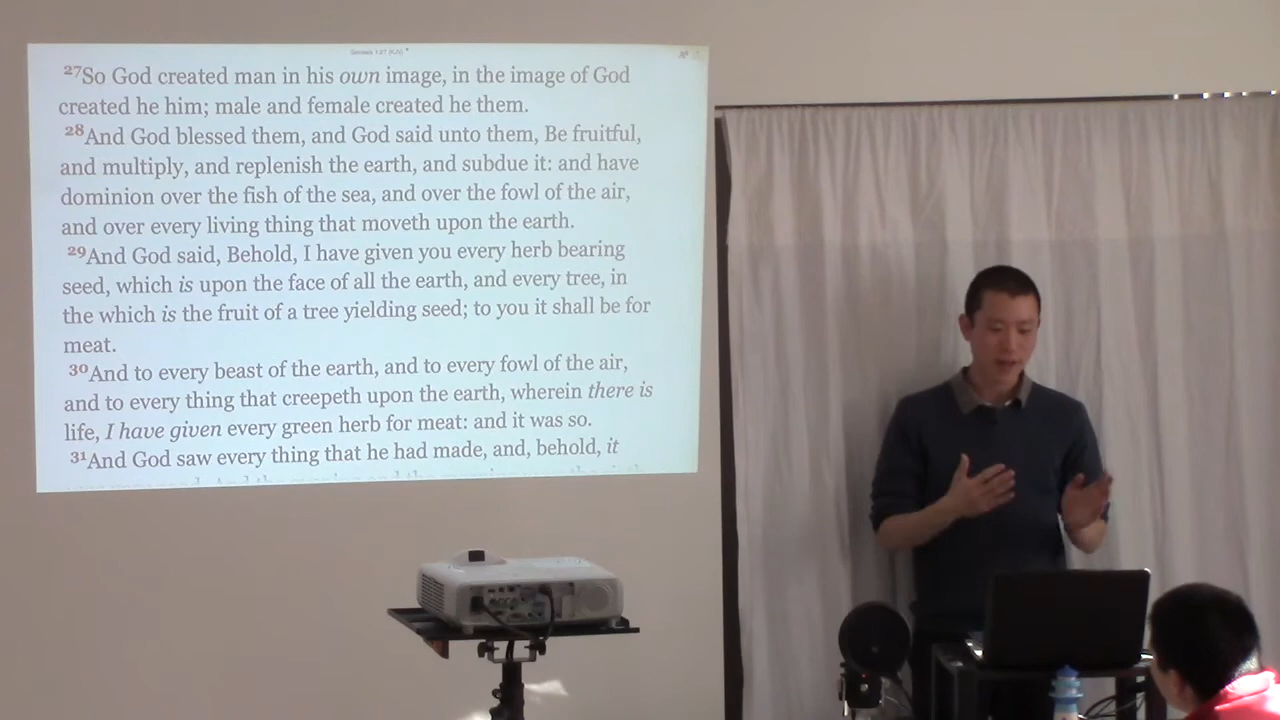 Genesis 1:27 (KJV)
27So God created man in his own image, in the image of God
created he him; male and female created he them.
28And God blessed them, and God said unto them, Be fruitful,
and multiply, and replenish the earth, and subdue it: and have
dominion over the fish of the sea, and over the fowl of the air,
and over every living thing that moveth upon the earth.
29And God said, Behold, I have given you every herb bearing
seed, which is upon the face of all the earth, and every tree, in
the which is the fruit of a tree yielding seed; to you it shall be for
meat.
30And to every beast of the earth, and to every fowl of the air,
and to every thing that creepeth upon the earth, wherein there is
life, I have given every green herb for meat: and it was so.
31And God saw every thing that he had made, and, behold, it